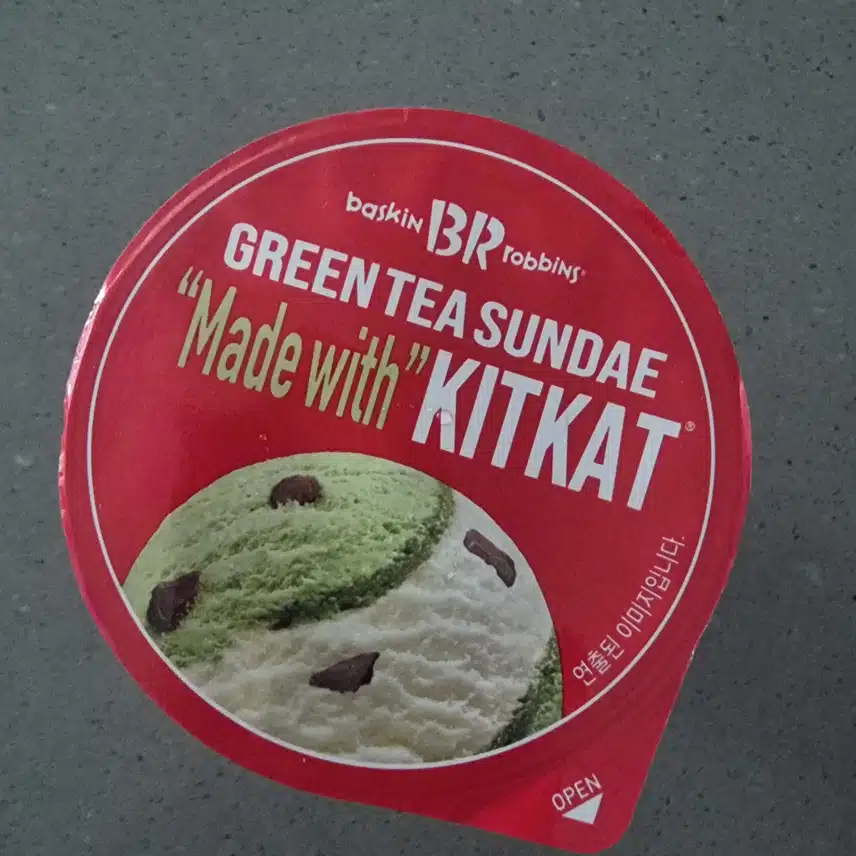 baskin BR robbins
GREEN TEA SUNDAE
"Made with" KITKAT®
연출된 이미지입니다.
OPEN